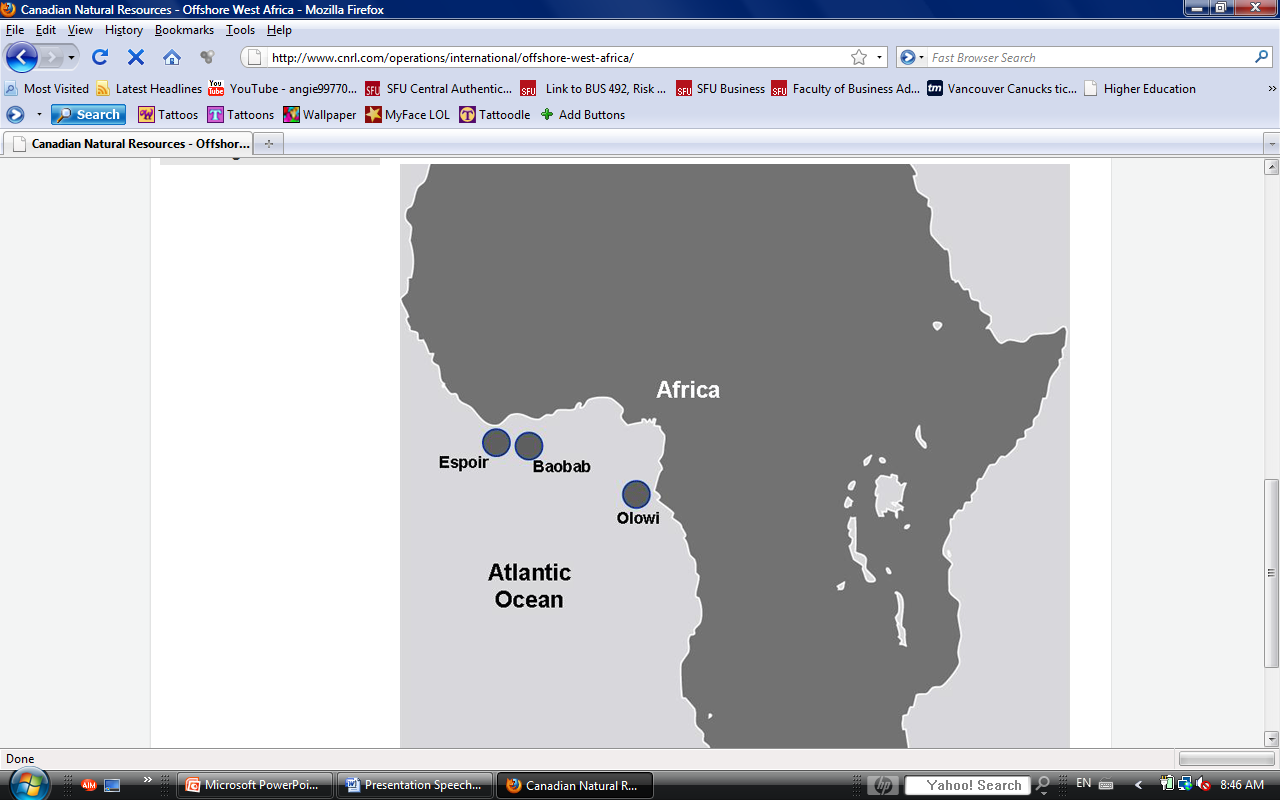 Canadian Natural Resources - Offshore West Africa - Mozilla Firefox
File Edit View History Bookmarks Tools Help
http://www.cnrl.com/operations/international/offshore-west-africa/ Fast Browser Search
Most Visited Latest Headlines YouTube - angie99770... SFU Central Authentic... Link to BUS 492, Risk ... SFU Business Faculty of Business Ad... Vancouver Canucks tic... Higher Education »
Search Tattoos Tattoons Wallpaper MyFace LOL Tattoodle Add Buttons
Canadian Natural Resources - Offshor...
Africa
Espoir
Baobab
Olowi
Atlantic
Ocean
Done
AIM » Microsoft PowerPoi... Presentation Speech... Canadian Natural R... hp Yahoo! Search EN 8:46 AM